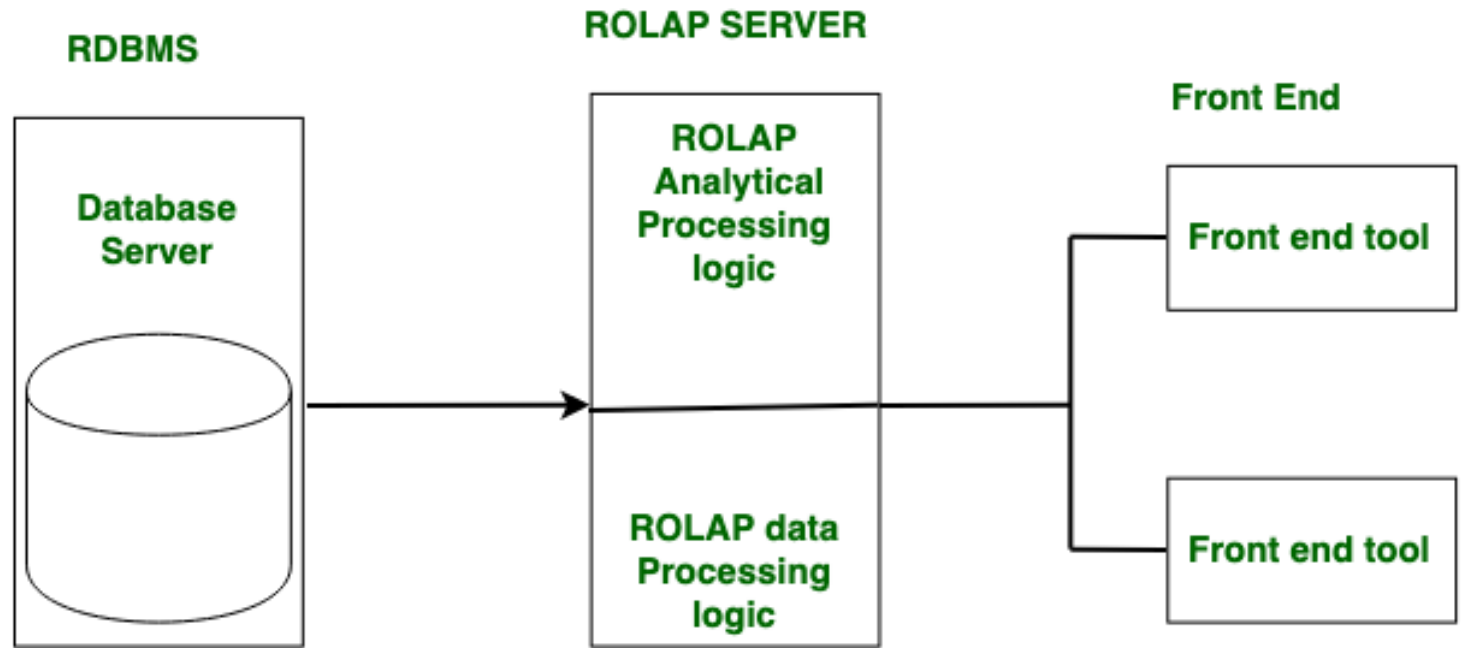 RDBMS
Database
Server
ROLAP SERVER
ROLAP
Analytical
Processing
logic
ROLAP data
Processing
logic
Front End
Front end tool
Front end tool